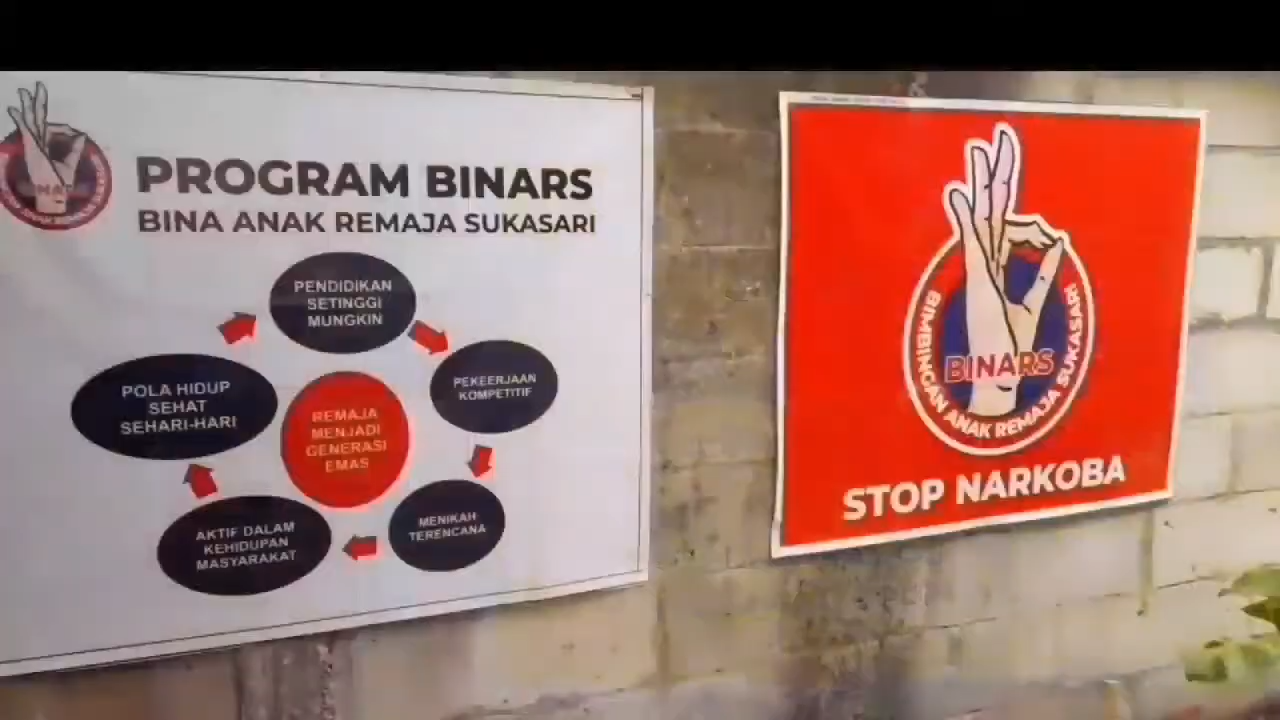 PROGRAM BINARS
BINA ANAK REMAJA SUKASARI
PENDIDIKAN
SETINGGI
MUNGKIN
PEKEERJAAN
KOMPETITIF
MENIKAH
TERENCANA
AKTIF DALAM
KEHIDUPAN
MASYARAKAT
POLA HIDUP
SEHAT
SEHARI-HARI
REMAJA
MENJADI
GENERASI
EMAS
BINARS
BIMBINGAN ANAK REMAJA SUKASARI
STOP NARKOBA